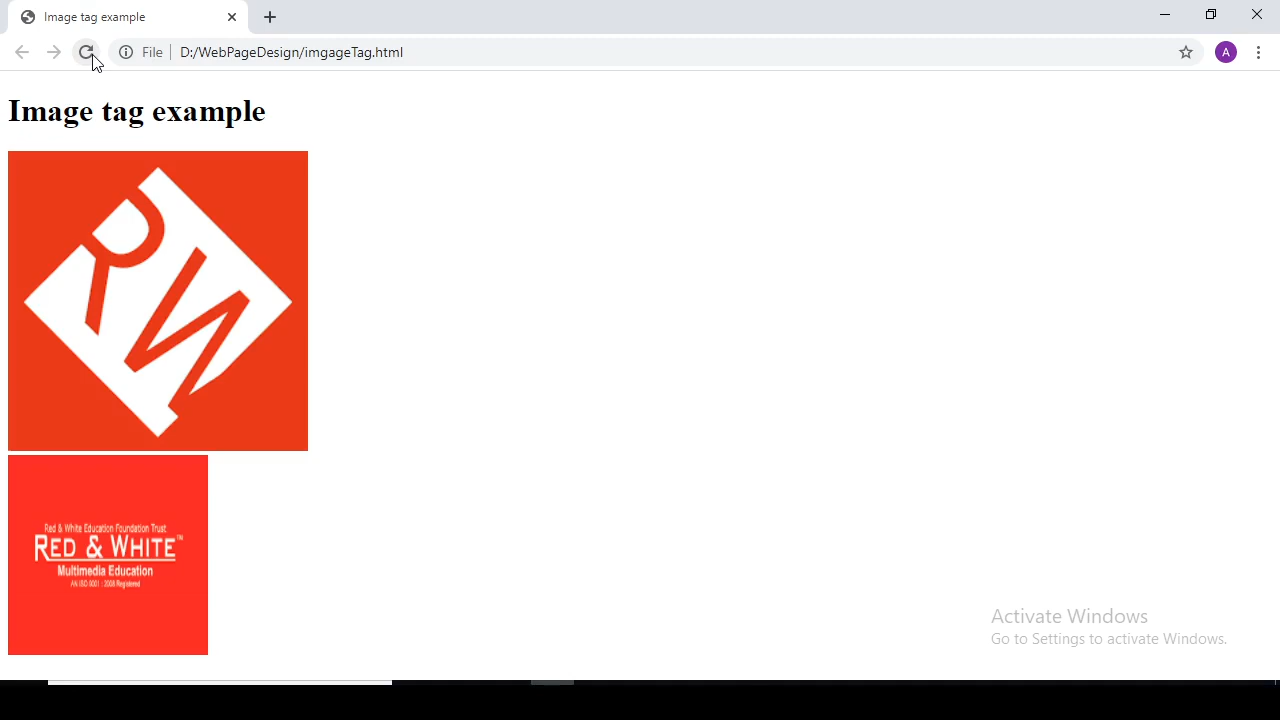 Image tag example
File D:/WebPageDesign/imgageTag.html
A
Image tag example
RW
Red & White Education Foundation Trust
RED & WHITE™
Multimedia Education
AN ISO 9001 : 2008 Registered
Activate Windows
Go to Settings to activate Windows.